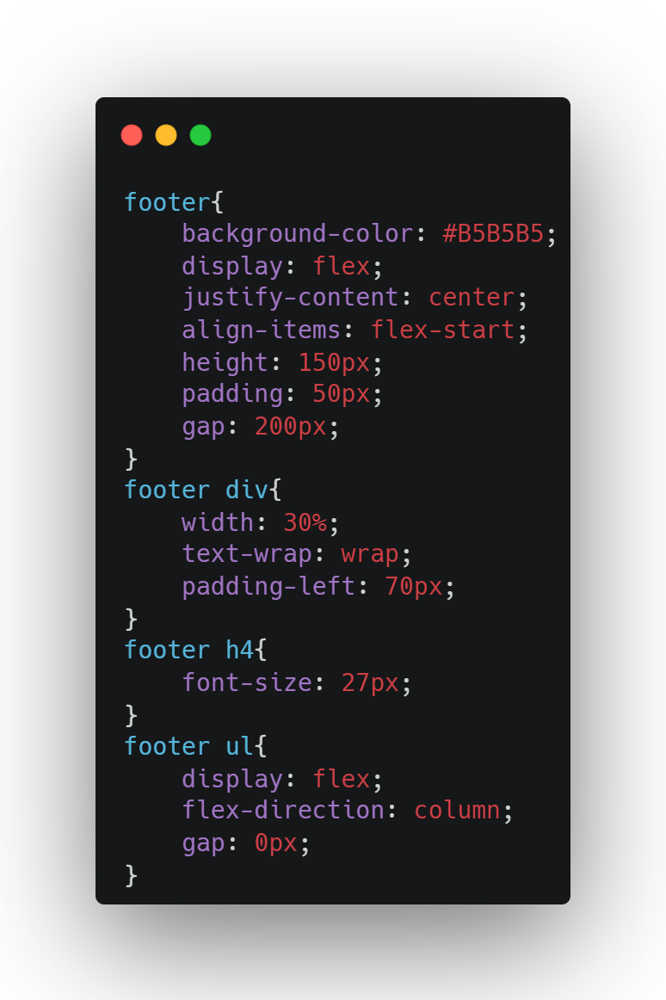 footer{
    background-color: #B5B5B5;
    display: flex;
    justify-content: center;
    align-items: flex-start;
    height: 150px;
    padding: 50px;
    gap: 200px;
}
footer div{
    width: 30%;
    text-wrap: wrap;
    padding-left: 70px;
}
footer h4{
    font-size: 27px;
}
footer ul{
    display: flex;
    flex-direction: column;
    gap: 0px;
}